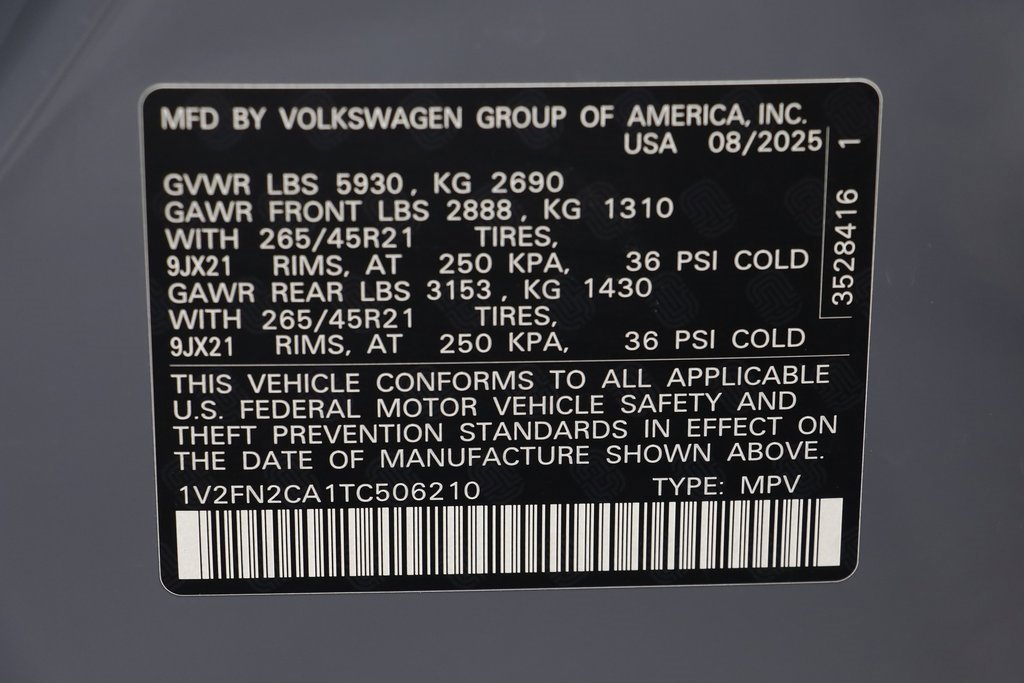 MFD BY VOLKSWAGEN GROUP OF AMERICA, INC.
USA 08/2025
GVWR LBS 5930, KG 2690
GAWR FRONT LBS 2888, KG 1310
WITH 265/45R21 TIRES,
9JX21 RIMS, AT 250 KPA, 36 PSI COLD
GAWR REAR LBS 3153, KG 1430
WITH 265/45R21 TIRES,
9JX21 RIMS, AT 250 KPA, 36 PSI COLD
3528416 1
THIS VEHICLE CONFORMS TO ALL APPLICABLE
U.S. FEDERAL MOTOR VEHICLE SAFETY AND
THEFT PREVENTION STANDARDS IN EFFECT ON
THE DATE OF MANUFACTURE SHOWN ABOVE.
1V2FN2CA1TC506210 TYPE: MPV